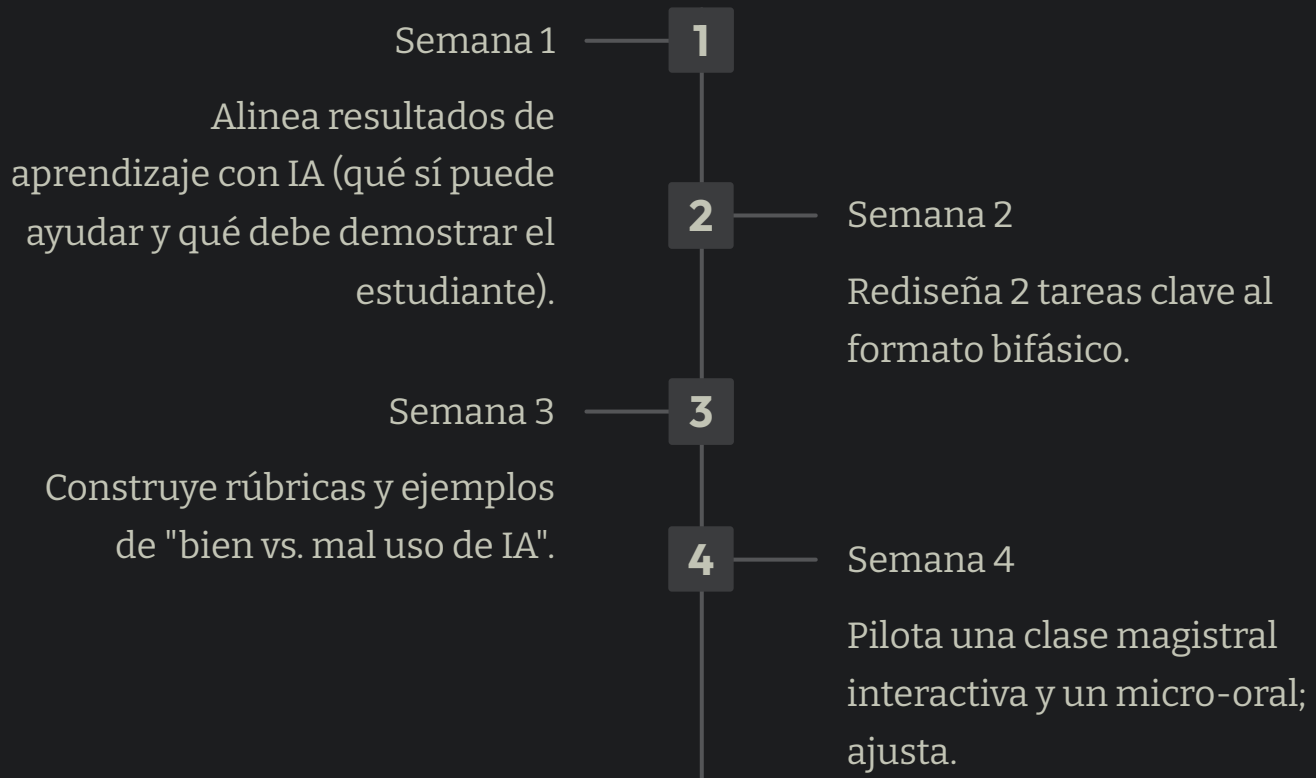 Semana 1
1
Alinea resultados de
aprendizaje con IA (qué sí puede
ayudar y qué debe demostrar el
estudiante).
2
Semana 2
Rediseña 2 tareas clave al
formato bifásico.
Semana 3
3
Construye rúbricas y ejemplos
de "bien vs. mal uso de IA".
4
Semana 4
Pilota una clase magistral
interactiva y un micro-oral;
ajusta.